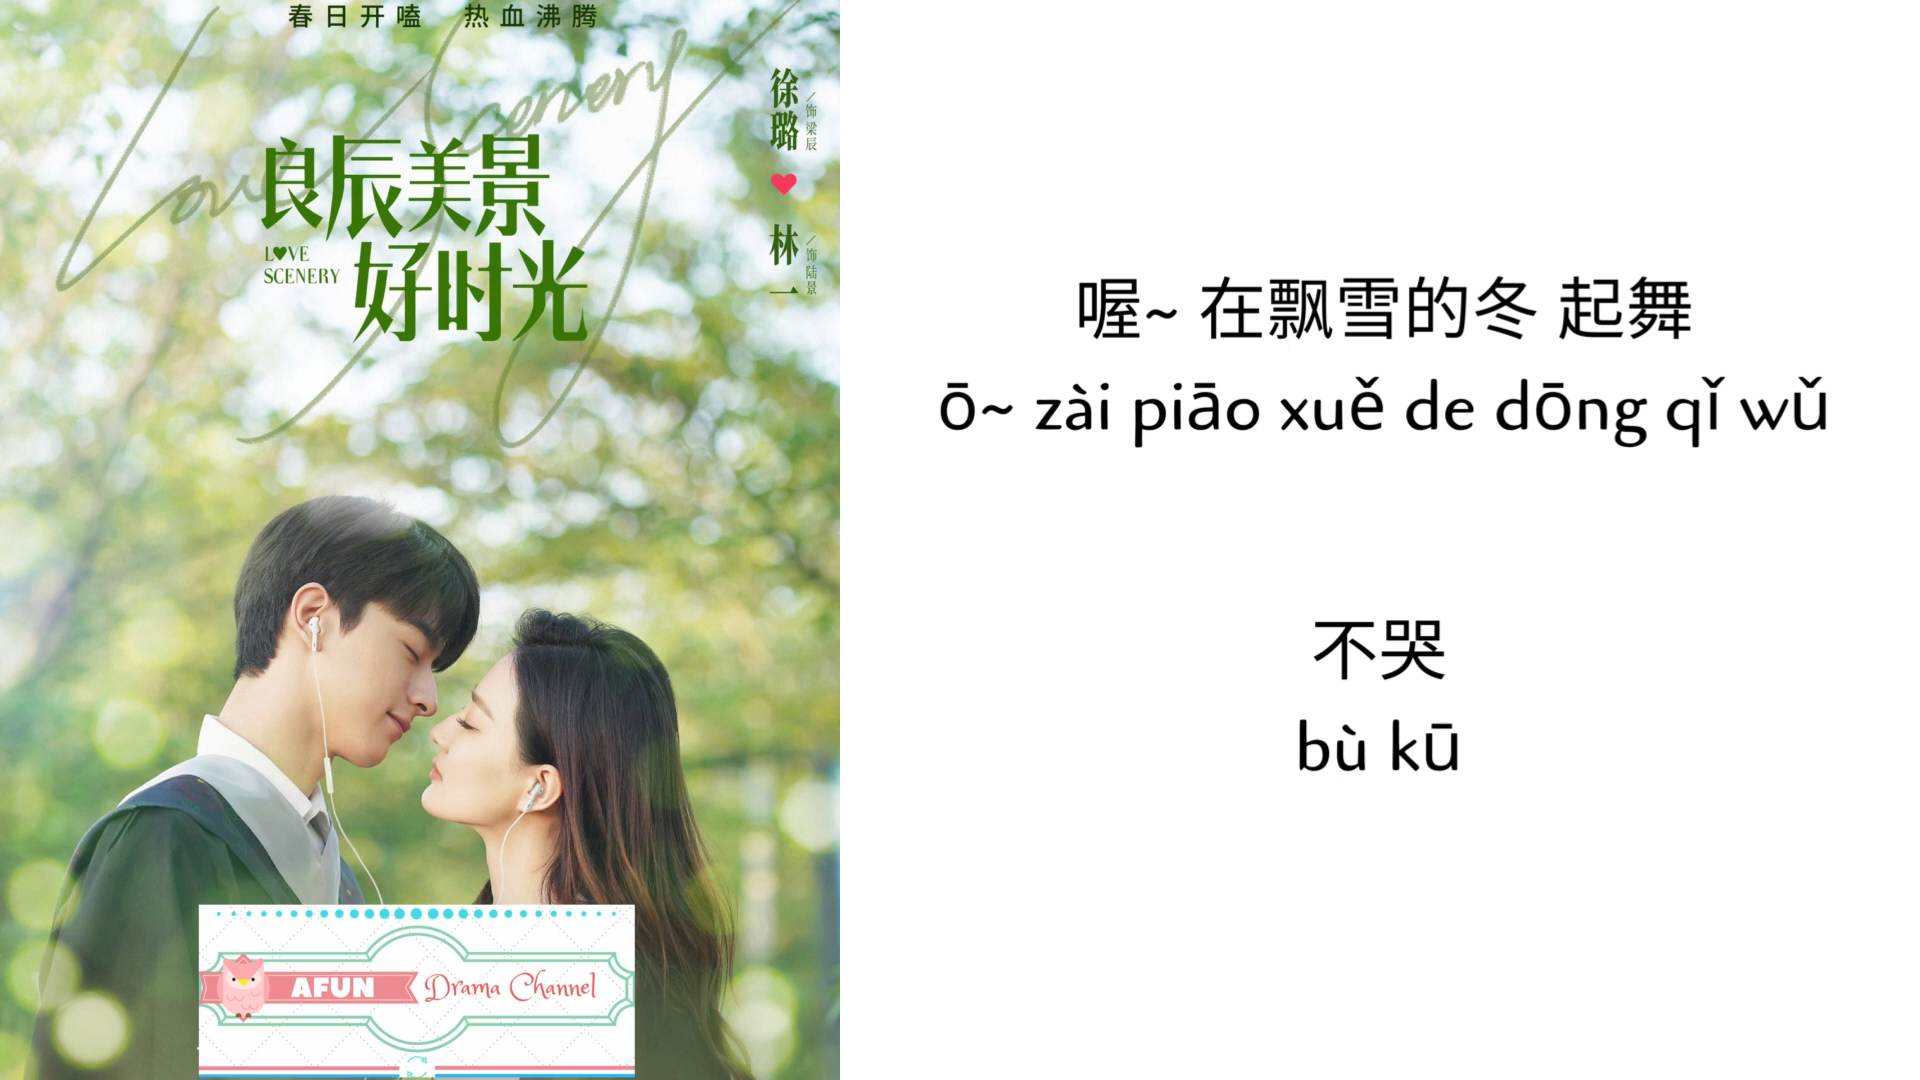 春日开嗑 热血沸腾
Love Scenery
良辰美景
好时光
L♥VE
SCENERY
徐璐
饰梁辰
♥
林一
饰陆景
AFUN Drama Channel
喔~ 在飘雪的冬 起舞
ō~ zài piāo xuě de dōng qǐ wǔ
不哭
bù kū